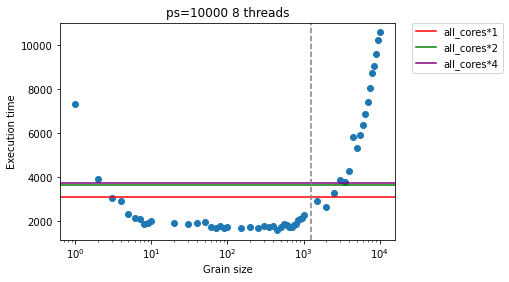 ps=10000 8 threads
all_cores*1
all_cores*2
all_cores*4
Execution time
10000
8000
6000
4000
2000
10⁰
10¹
10²
10³
10⁴
Grain size